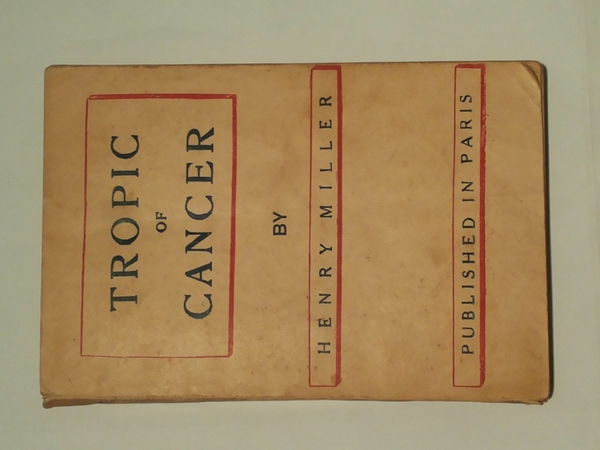 TROPIC
OF
CANCER
BY
HENRY MILLER
PUBLISHED IN PARIS